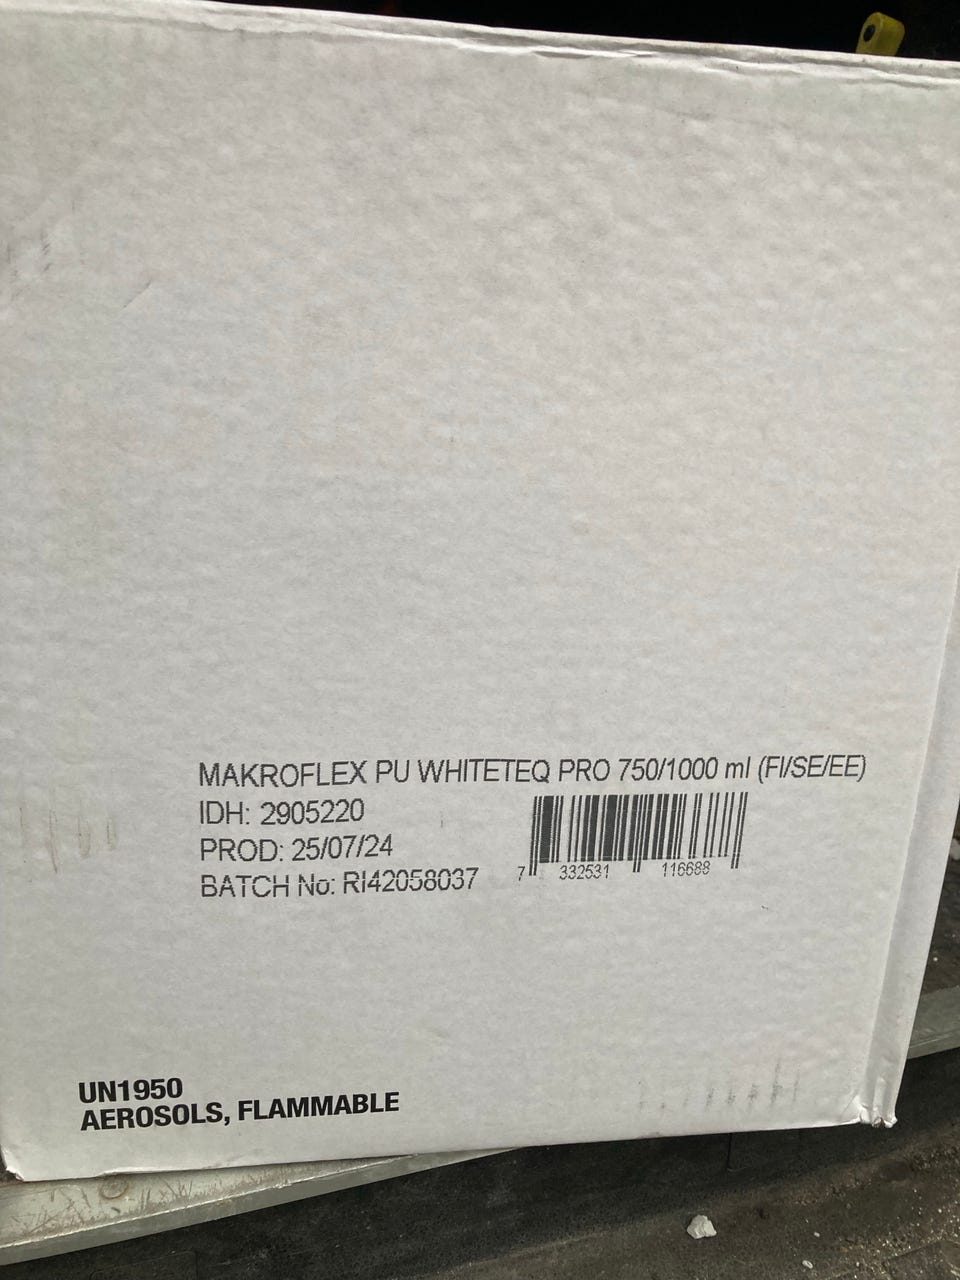 MAKROFLEX PU WHITETEQ PRO 750/1000 ml (FI/SE/EE)
IDH: 2905220
PROD: 25/07/24
BATCH No: RI42058037
7 332531 116688
UN1950
AEROSOLS, FLAMMABLE